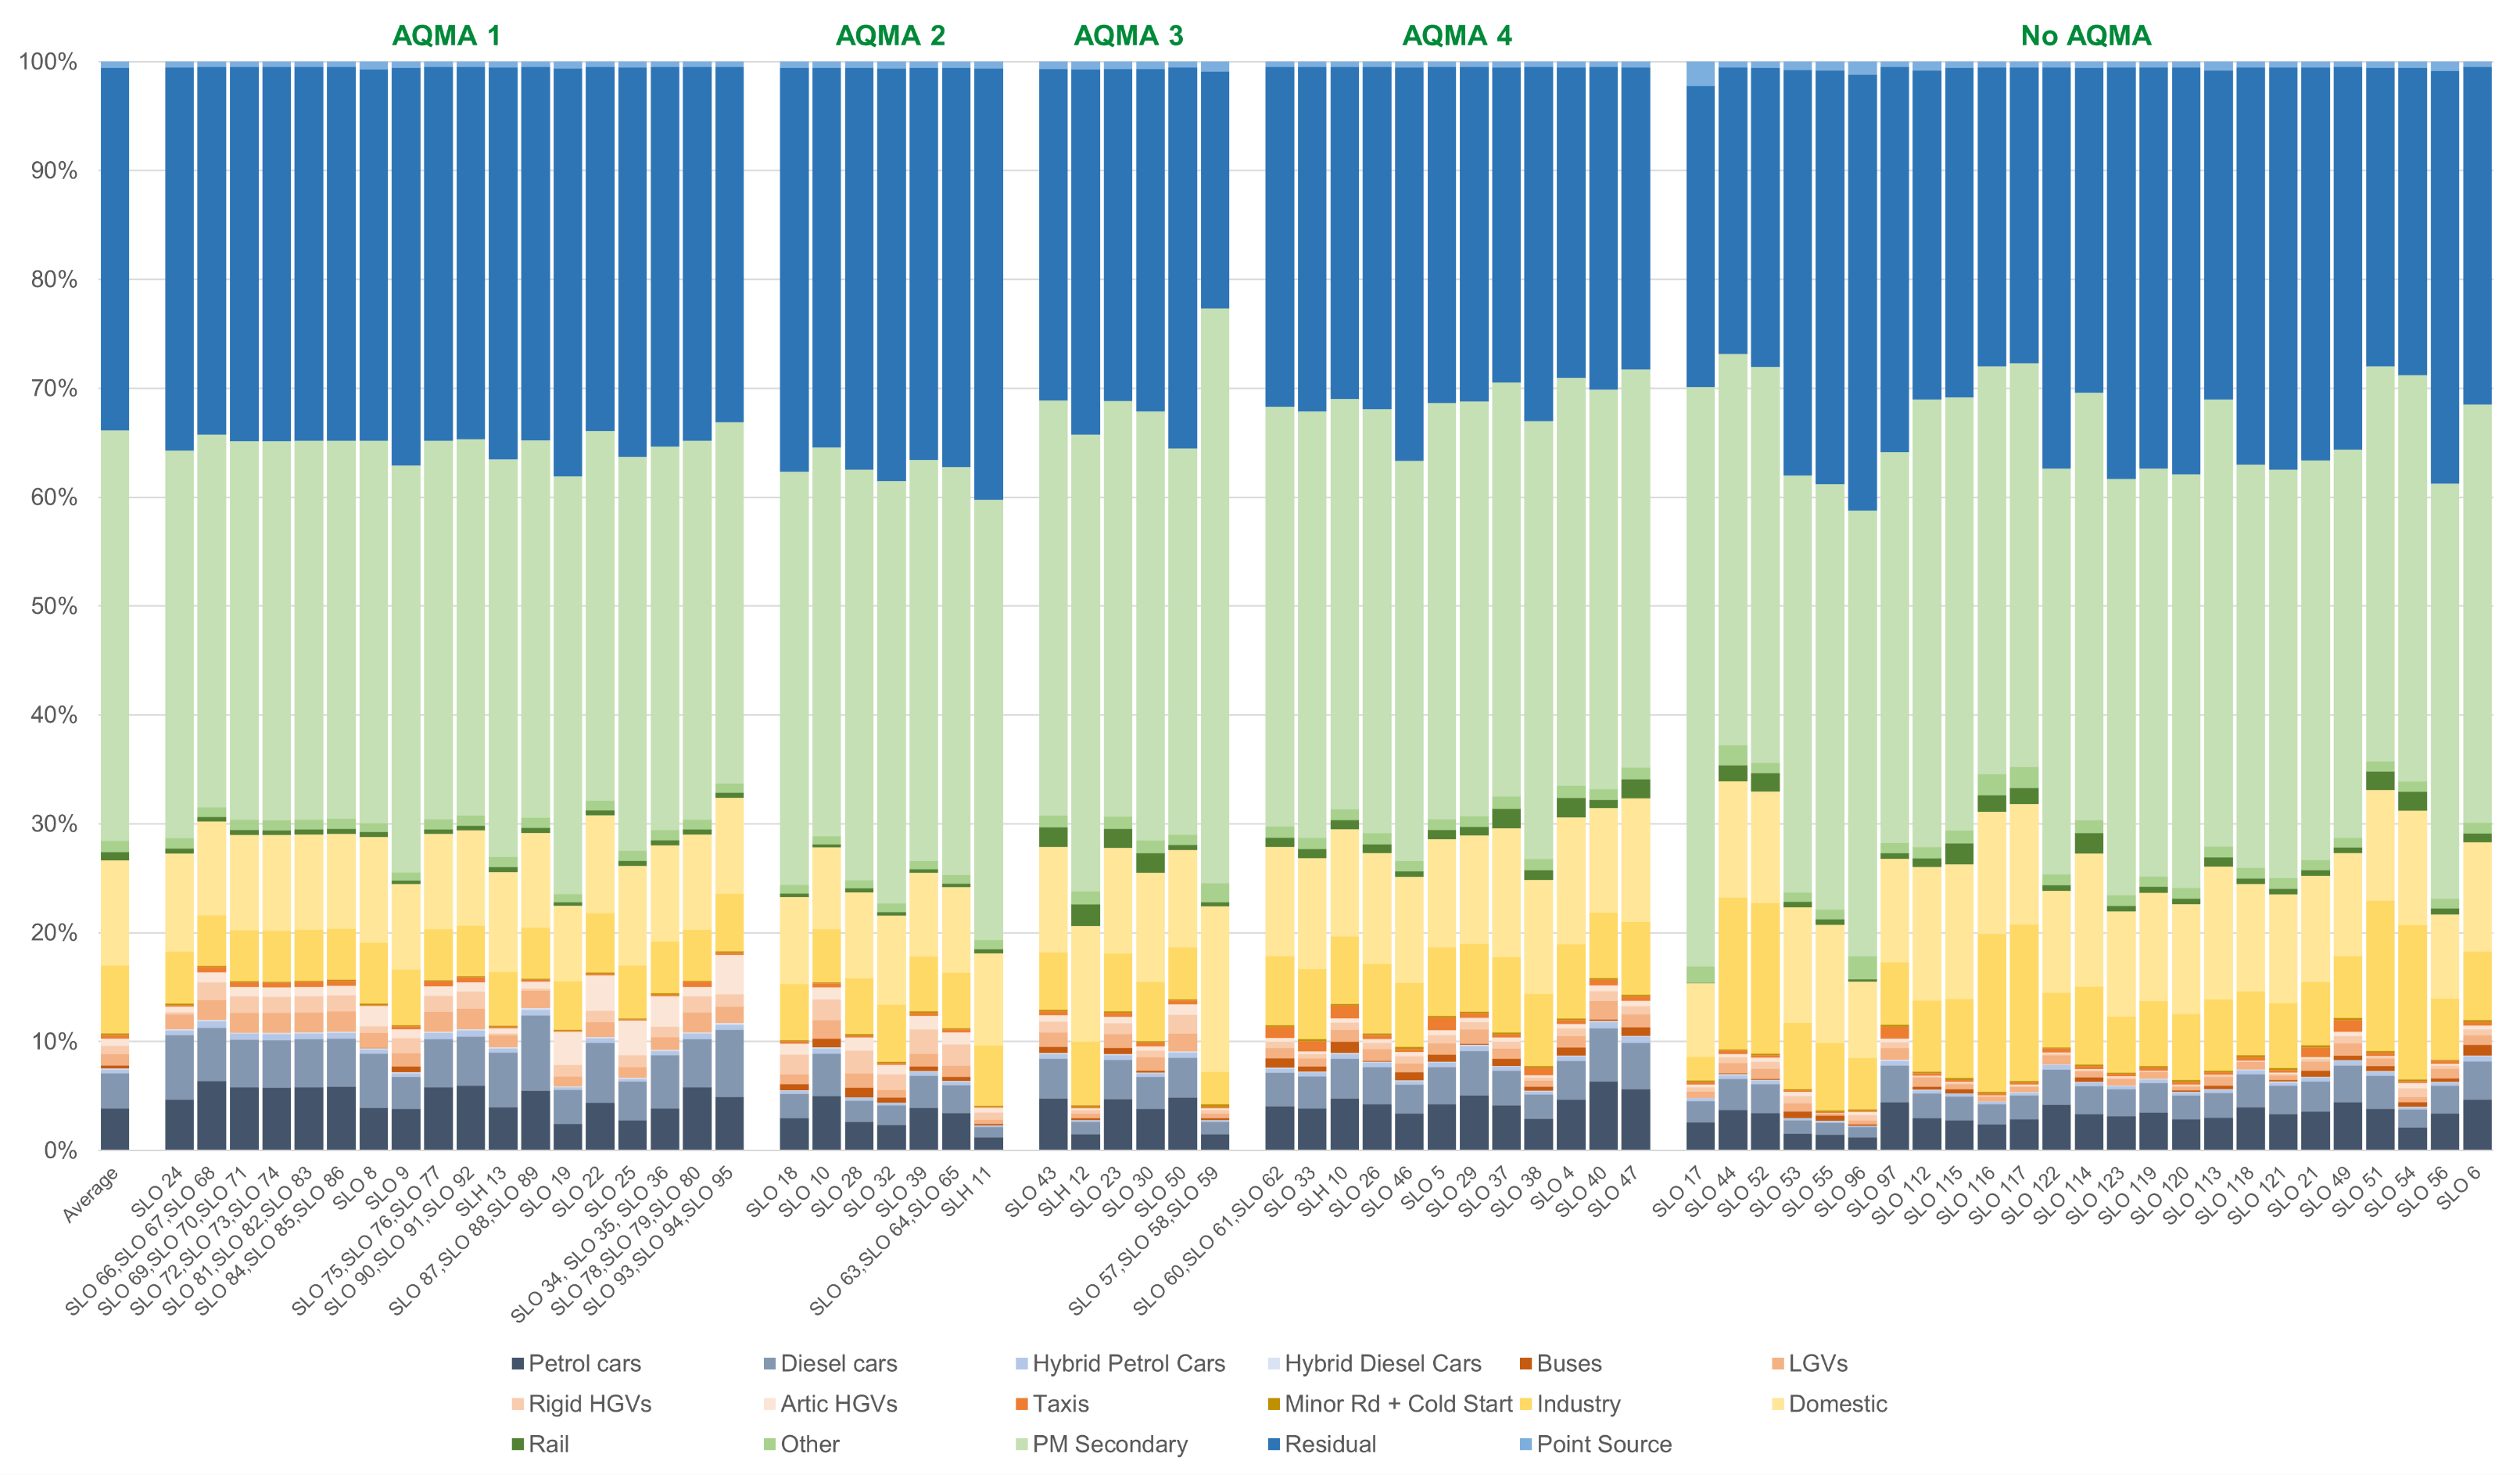 AQMA 1 AQMA 2 AQMA 3 AQMA 4 No AQMA
100%
90%
80%
70%
60%
50%
40%
30%
20%
10%
0%
Average
SLO 24
SLO 66,SLO 67,SLO 68
SLO 69,SLO 70,SLO 71
SLO 72,SLO 73,SLO 74
SLO 81,SLO 82,SLO 83
SLO 84,SLO 85,SLO 86
SLO 8
SLO 9
SLO 75,SLO 76,SLO 77
SLO 90,SLO 91,SLO 92
SLH 13
SLO 87,SLO 88,SLO 89
SLO 19
SLO 22
SLO 25
SLO 34, SLO 35, SLO 36
SLO 78,SLO 79,SLO 80
SLO 93,SLO 94,SLO 95
SLO 18
SLO 10
SLO 28
SLO 32
SLO 39
SLO 63,SLO 64,SLO 65
SLH 11
SLO 43
SLH 12
SLO 23
SLO 30
SLO 50
SLO 57,SLO 58,SLO 59
SLO 60,SLO 61,SLO 62
SLO 33
SLH 10
SLO 26
SLO 46
SLO 5
SLO 29
SLO 37
SLO 38
SLO 4
SLO 40
SLO 47
SLO 17
SLO 44
SLO 52
SLO 53
SLO 55
SLO 96
SLO 97
SLO 112
SLO 115
SLO 116
SLO 117
SLO 122
SLO 114
SLO 123
SLO 119
SLO 120
SLO 113
SLO 118
SLO 121
SLO 21
SLO 49
SLO 51
SLO 54
SLO 56
SLO 6
Petrol cars Diesel cars Hybrid Petrol Cars Hybrid Diesel Cars Buses LGVs
Rigid HGVs Artic HGVs Taxis Minor Rd + Cold Start Industry Domestic
Rail Other PM Secondary Residual Point Source